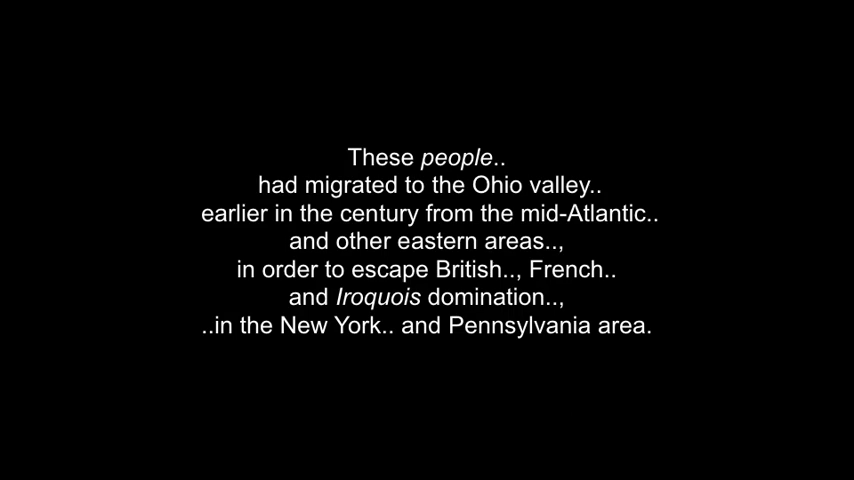 These people..
had migrated to the Ohio valley..
earlier in the century from the mid-Atlantic..
and other eastern areas..,
in order to escape British.., French..
and Iroquois domination..,
..in the New York.. and Pennsylvania area.